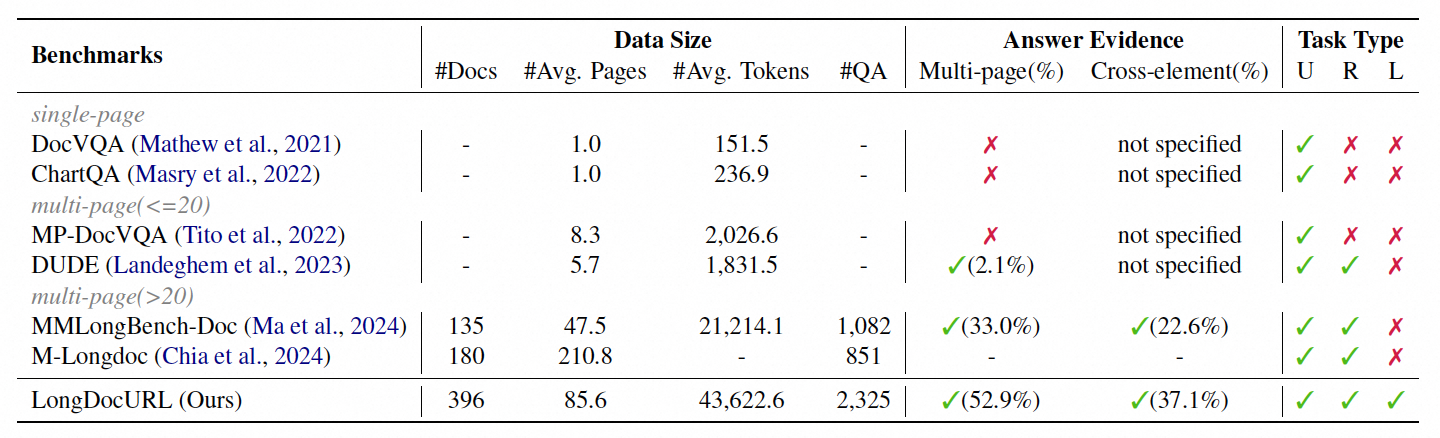 Benchmarks Data Size Answer Evidence Task Type
#Docs #Avg. Pages #Avg. Tokens #QA Multi-page(%) Cross-element(%) U R L
single-page
DocVQA (Mathew et al., 2021) - 1.0 151.5 - ✗ not specified ✓ ✗ ✗
ChartQA (Masry et al., 2022) - 1.0 236.9 - ✗ not specified ✓ ✗ ✗
multi-page(<=20)
MP-DocVQA (Tito et al., 2022) - 8.3 2,026.6 - ✗ not specified ✓ ✗ ✗
DUDE (Landeghem et al., 2023) - 5.7 1,831.5 - ✓(2.1%) not specified ✓ ✓ ✗
multi-page(>20)
MMLongBench-Doc (Ma et al., 2024) 135 47.5 21,214.1 1,082 ✓(33.0%) ✓(22.6%) ✓ ✓ ✗
M-Longdoc (Chia et al., 2024) 180 210.8 - 851 - - ✓ ✓ ✗
LongDocURL (Ours) 396 85.6 43,622.6 2,325 ✓(52.9%) ✓(37.1%) ✓ ✓ ✓